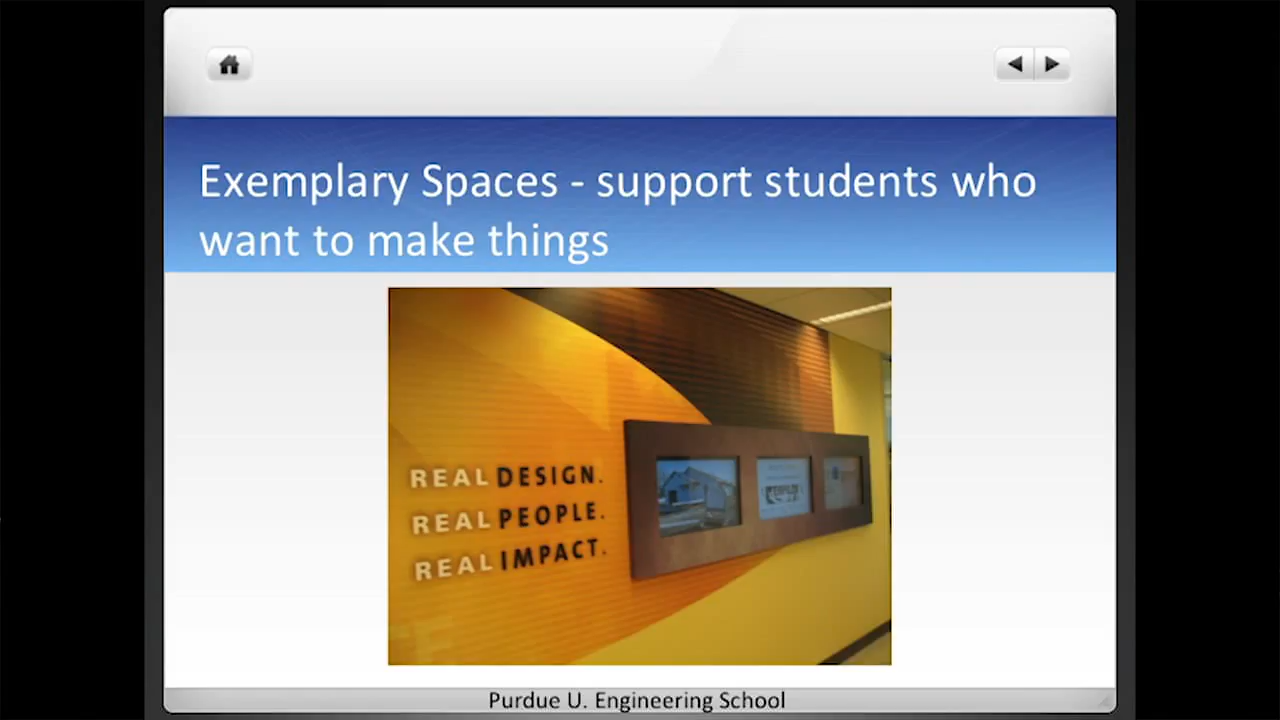 Exemplary Spaces - support students who
want to make things
REAL DESIGN.
REAL PEOPLE.
REAL IMPACT.
Purdue U. Engineering School